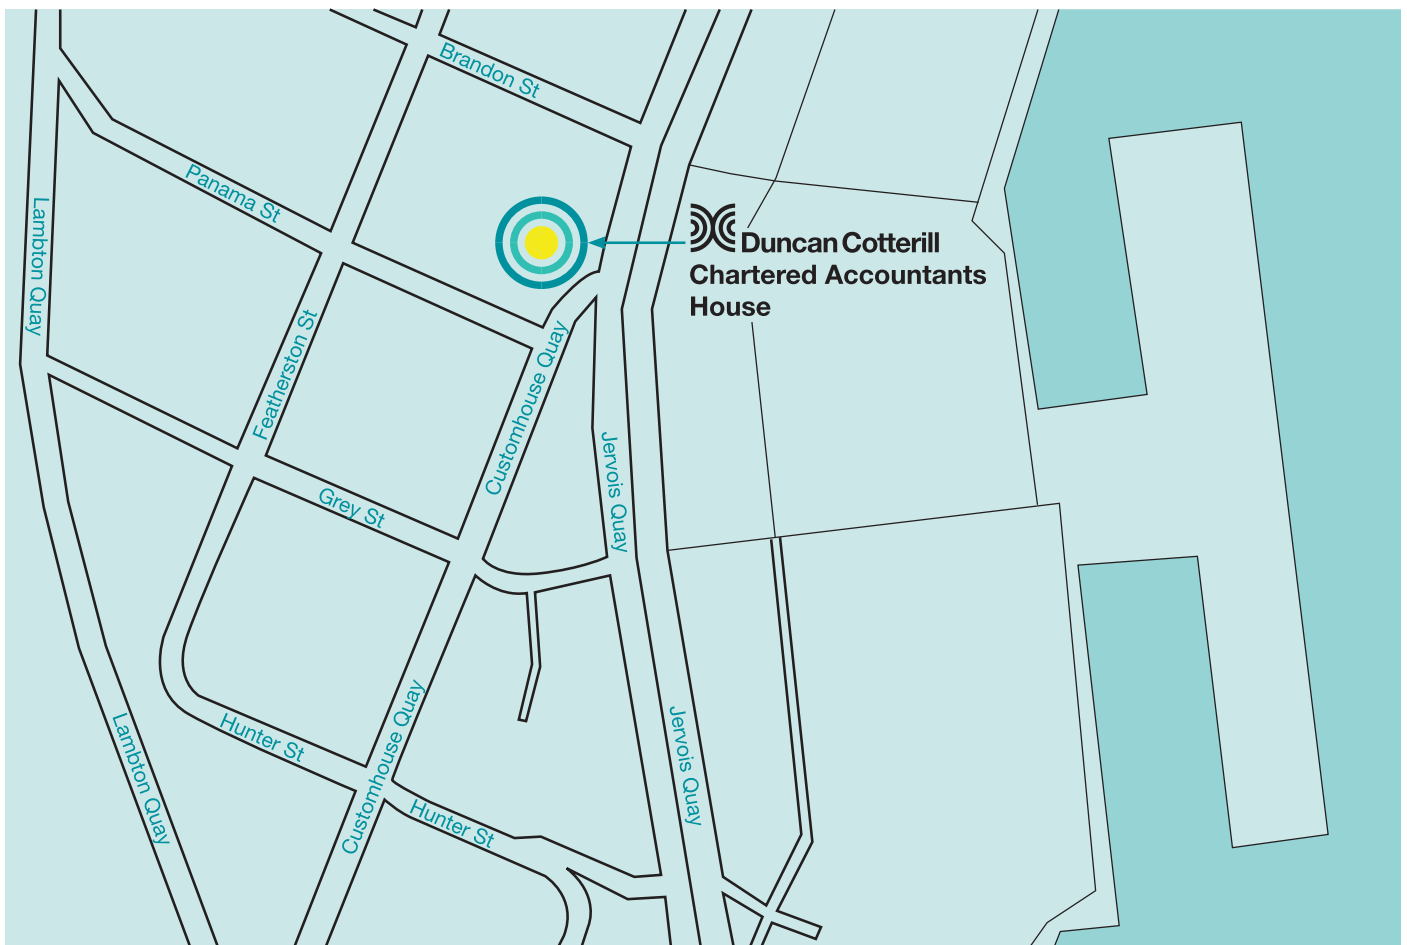 Brandon St
Panama St
Lambton Quay
Duncan Cotterill
Chartered Accountants
House
Featherston St
Customhouse Quay
Jervois Quay
Grey St
Hunter St
Lambton Quay
Customhouse Quay
Jervois Quay
Hunter St